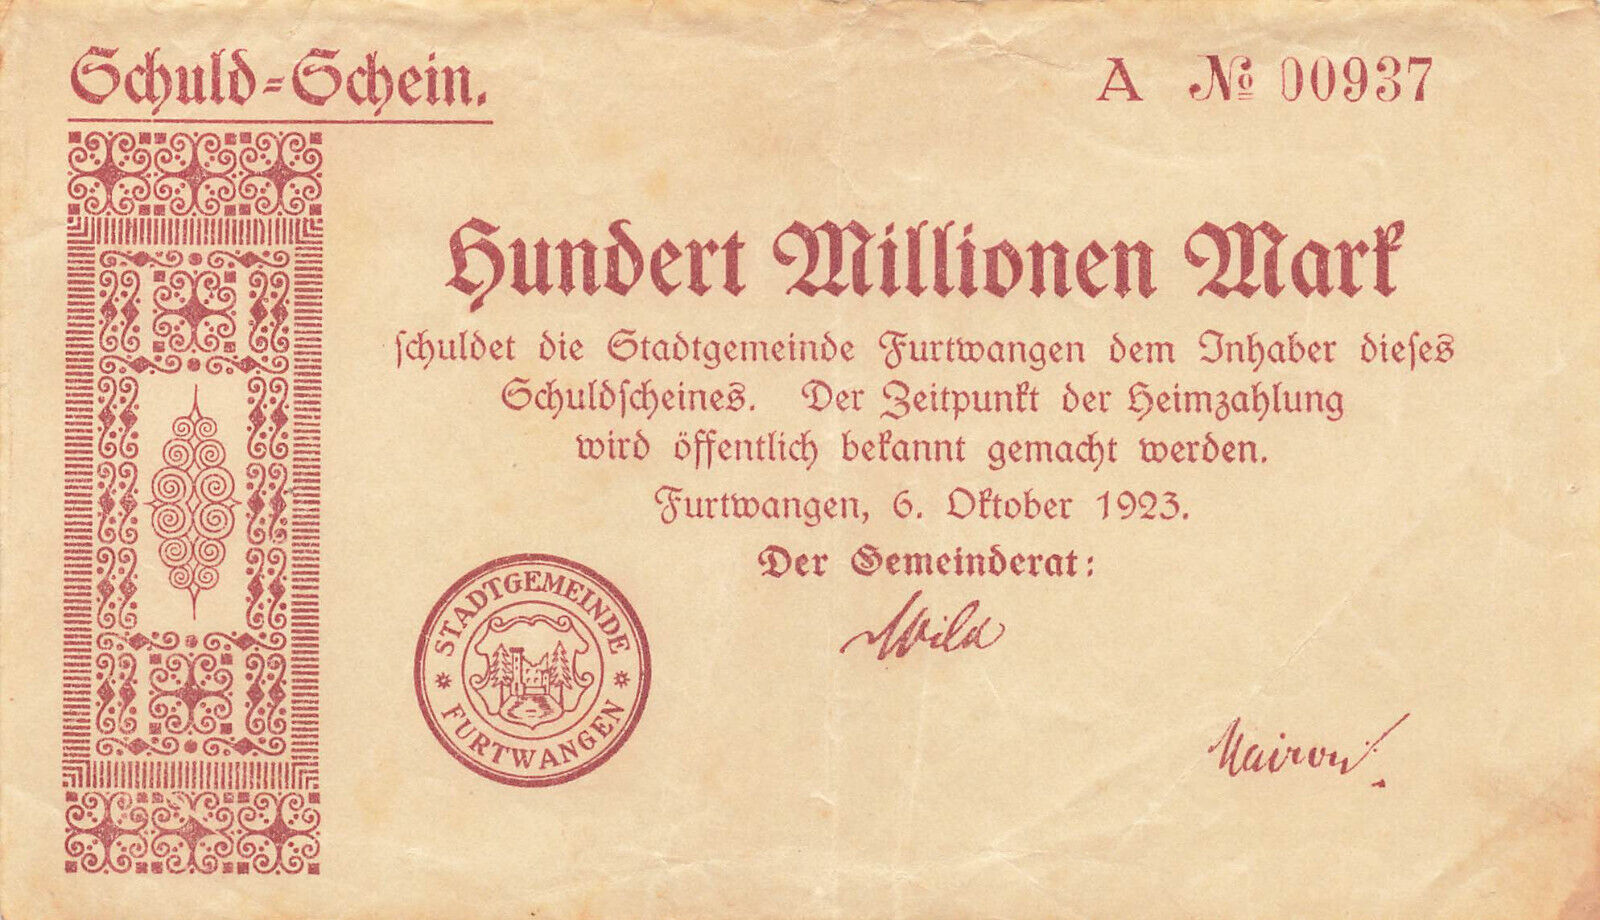 Schuld=Schein.
A № 00937
Hundert Millionen Mark
schuldet die Stadtgemeinde Furtwangen dem Inhaber dieses
Schuldscheines. Der Zeitpunkt der Heimzahlung
wird öffentlich bekannt gemacht werden.
Furtwangen, 6. Oktober 1923.
Der Gemeinderat:
Wild
STADTGEMEINDE
FURTWANGEN